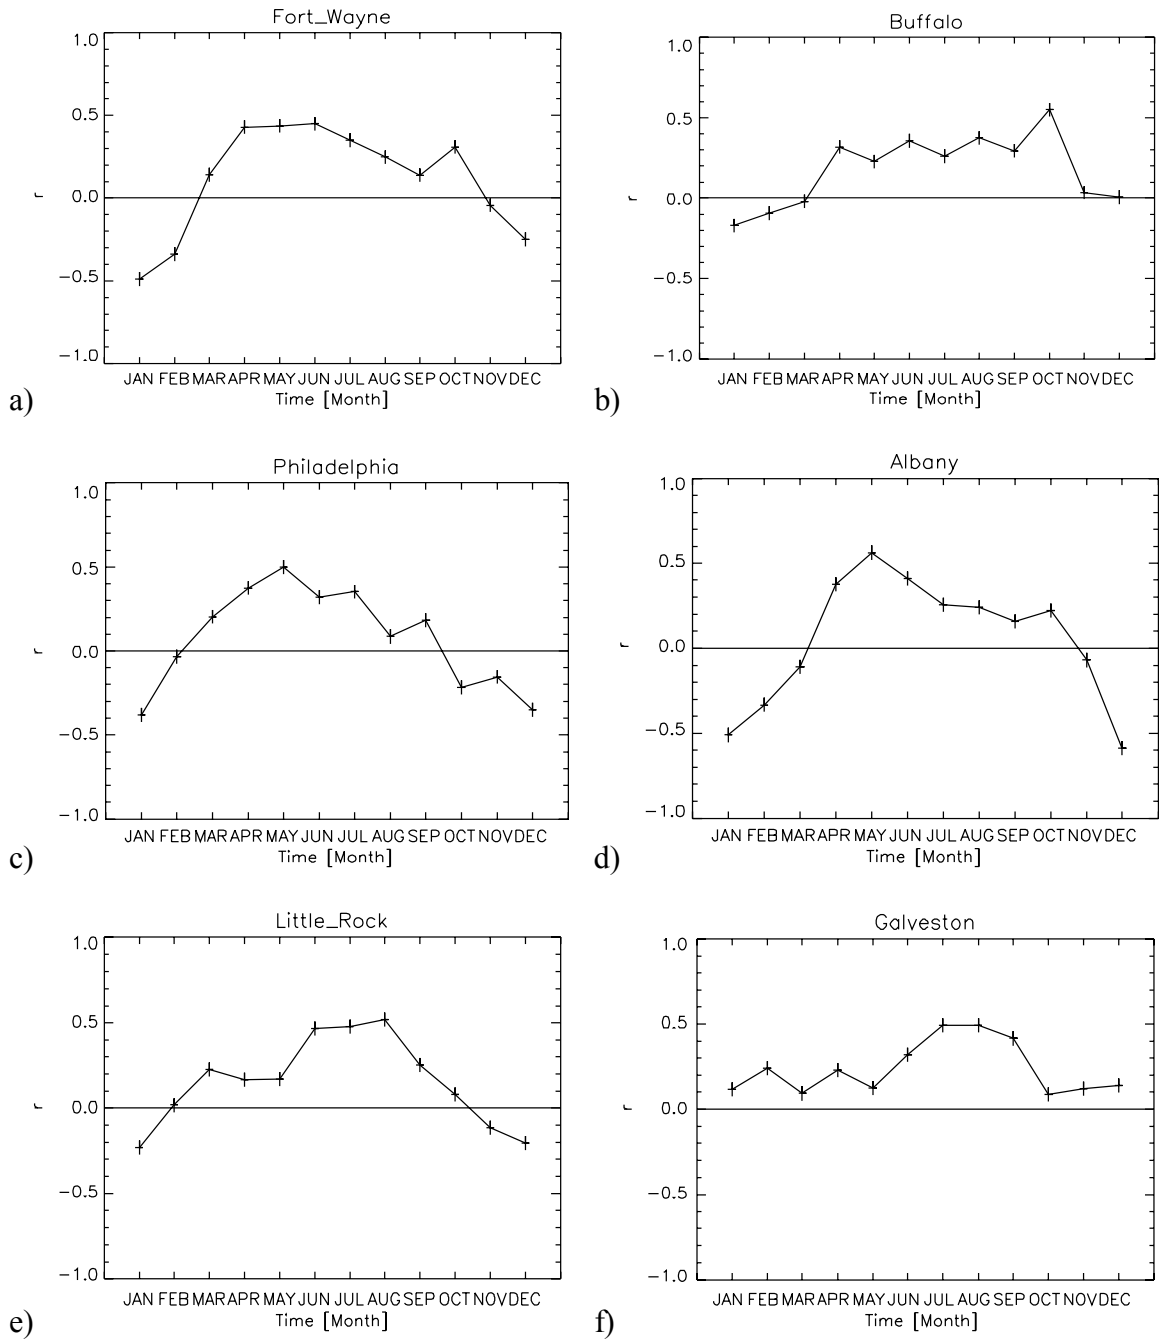 Fort_Wayne
1.0
0.5
0.0
-0.5
-1.0
r
JAN FEB MAR APR MAY JUN JUL AUG SEP OCT NOV DEC
Time [Month]
a)
Buffalo
1.0
0.5
0.0
-0.5
-1.0
r
JAN FEB MAR APR MAY JUN JUL AUG SEP OCT NOV DEC
Time [Month]
b)
Philadelphia
1.0
0.5
0.0
-0.5
-1.0
r
JAN FEB MAR APR MAY JUN JUL AUG SEP OCT NOV DEC
Time [Month]
c)
Albany
1.0
0.5
0.0
-0.5
-1.0
r
JAN FEB MAR APR MAY JUN JUL AUG SEP OCT NOV DEC
Time [Month]
d)
Little_Rock
1.0
0.5
0.0
-0.5
-1.0
r
JAN FEB MAR APR MAY JUN JUL AUG SEP OCT NOV DEC
Time [Month]
e)
Galveston
1.0
0.5
0.0
-0.5
-1.0
r
JAN FEB MAR APR MAY JUN JUL AUG SEP OCT NOV DEC
Time [Month]
f)